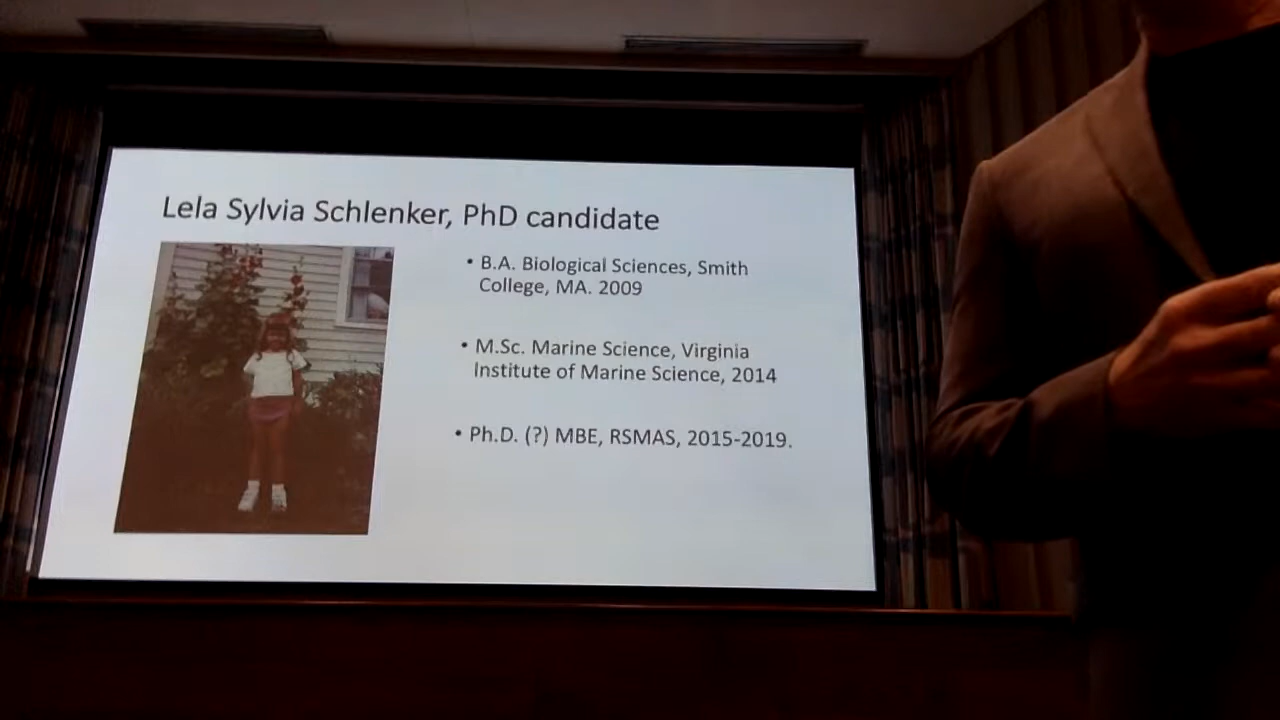 Lela Sylvia Schlenker, PhD candidate
• B.A. Biological Sciences, Smith
College, MA. 2009
• M.Sc. Marine Science, Virginia
Institute of Marine Science, 2014
• Ph.D. (?) MBE, RSMAS, 2015-2019.